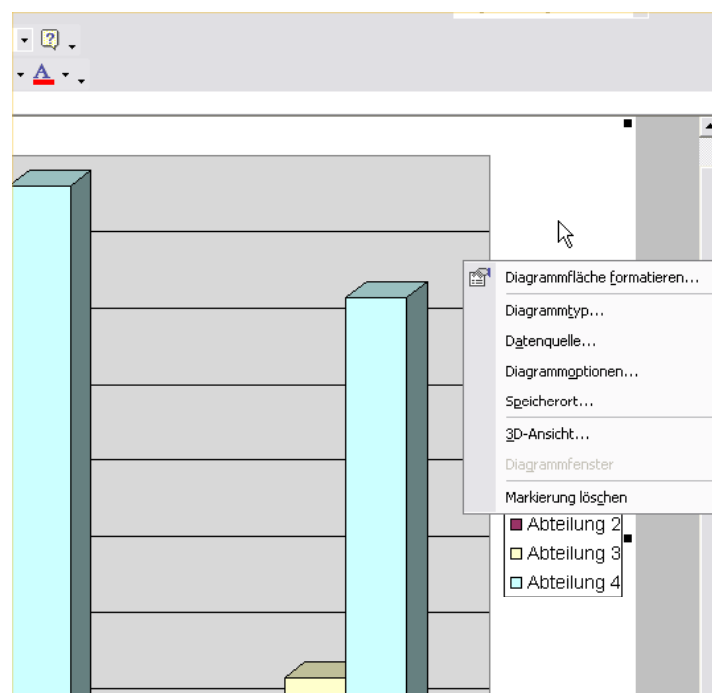 Diagrammfläche formatieren...
Diagrammtyp...
Datenquelle...
Diagrammoptionen...
Speicherort...
3D-Ansicht...
Diagrammfenster
Markierung löschen
Abteilung 2
Abteilung 3
Abteilung 4